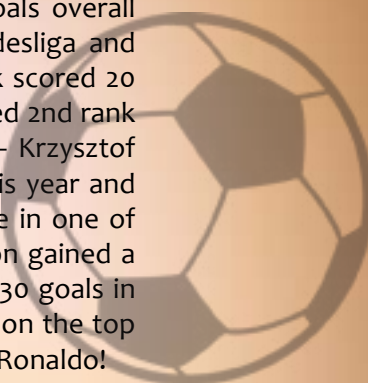 oals overall
desliga and
k scored 20
ed 2nd rank
– Krzysztof
is year and
e in one of
on gained a
30 goals in
on the top
Ronaldo!